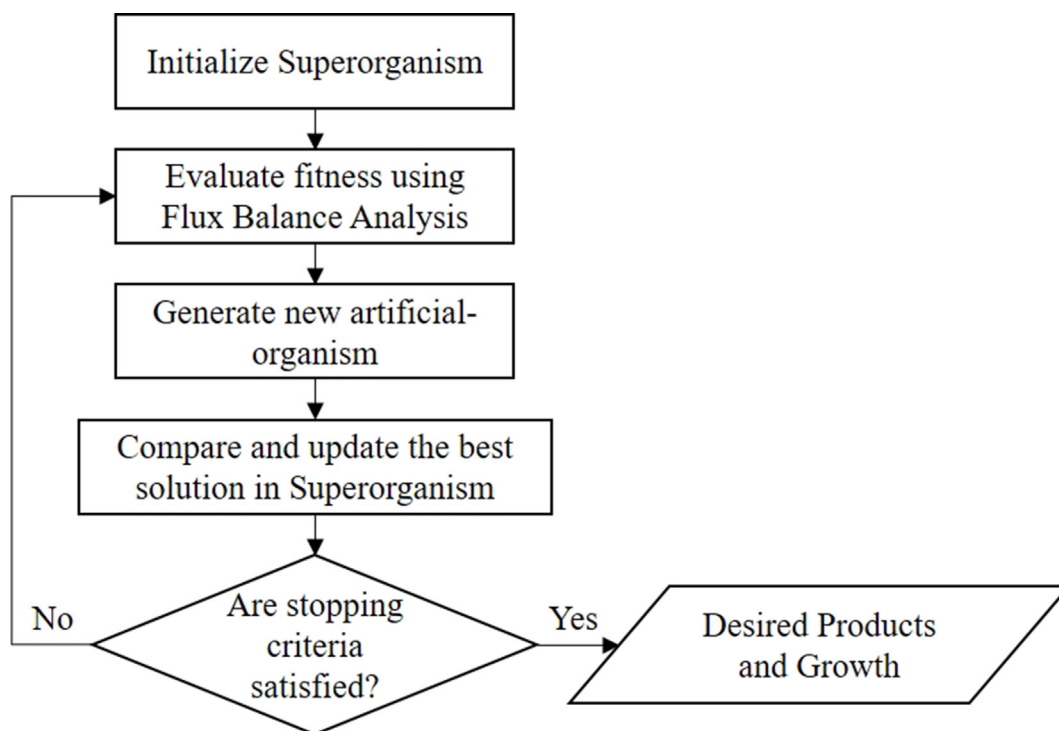 Initialize Superorganism
Evaluate fitness using
Flux Balance Analysis
Generate new artificial-
organism
Compare and update the best
solution in Superorganism
Are stopping
criteria
satisfied?
No
Yes
Desired Products
and Growth